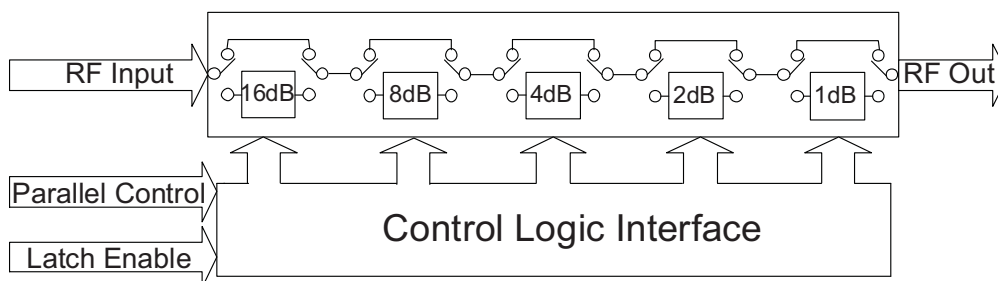 RF Input
RF Out
16dB
8dB
4dB
2dB
1dB
Parallel Control
Control Logic Interface
Latch Enable